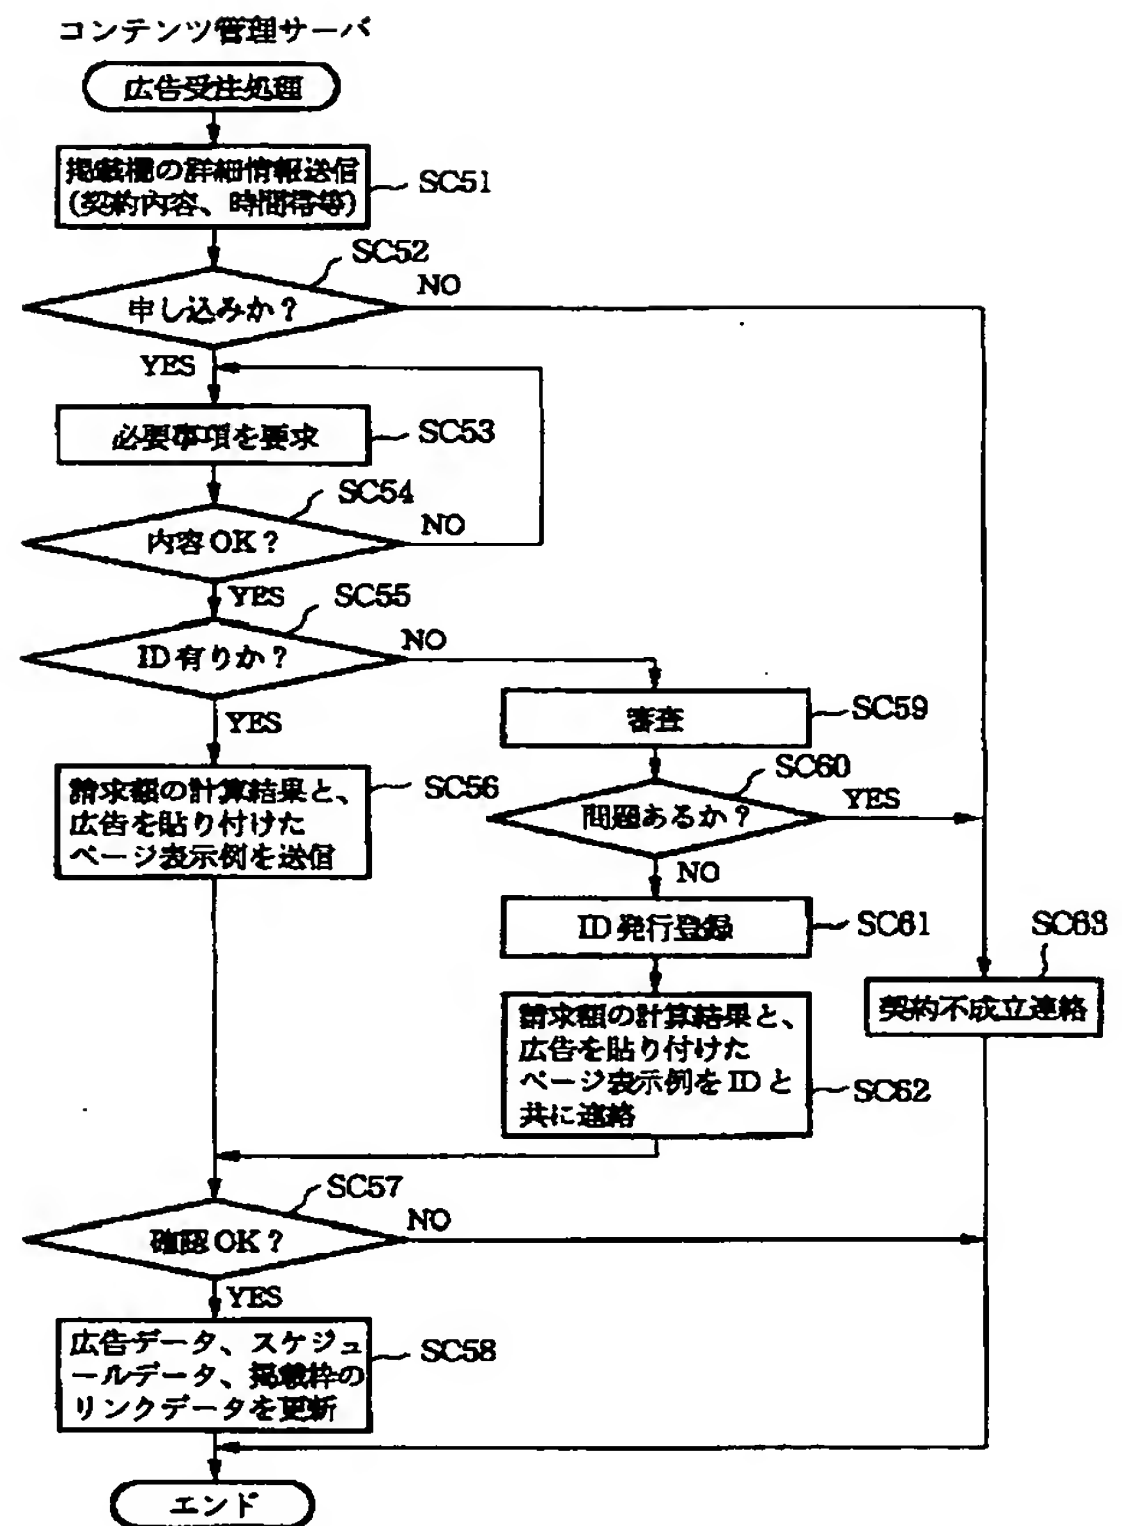 コンテンツ管理サーバ
広告受注処理
掲載欄の詳細情報送信
(契約内容、時間帯等)
SC51
SC52
申し込みか？
NO
YES
必要事項を要求
SC53
SC54
内容OK？
NO
YES
SC55
ID有りか？
NO
YES
審査
SC59
SC60
問題あるか？
YES
NO
請求額の計算結果と、
広告を貼り付けた
ページ表示例を送信
SC56
ID発行登録
SC61
SC63
契約不成立連絡
請求額の計算結果と、
広告を貼り付けた
ページ表示例をIDと
共に連絡
SC62
SC57
確認OK？
NO
YES
広告データ、スケジュ
ールデータ、掲載枠の
リンクデータを更新
SC58
エンド